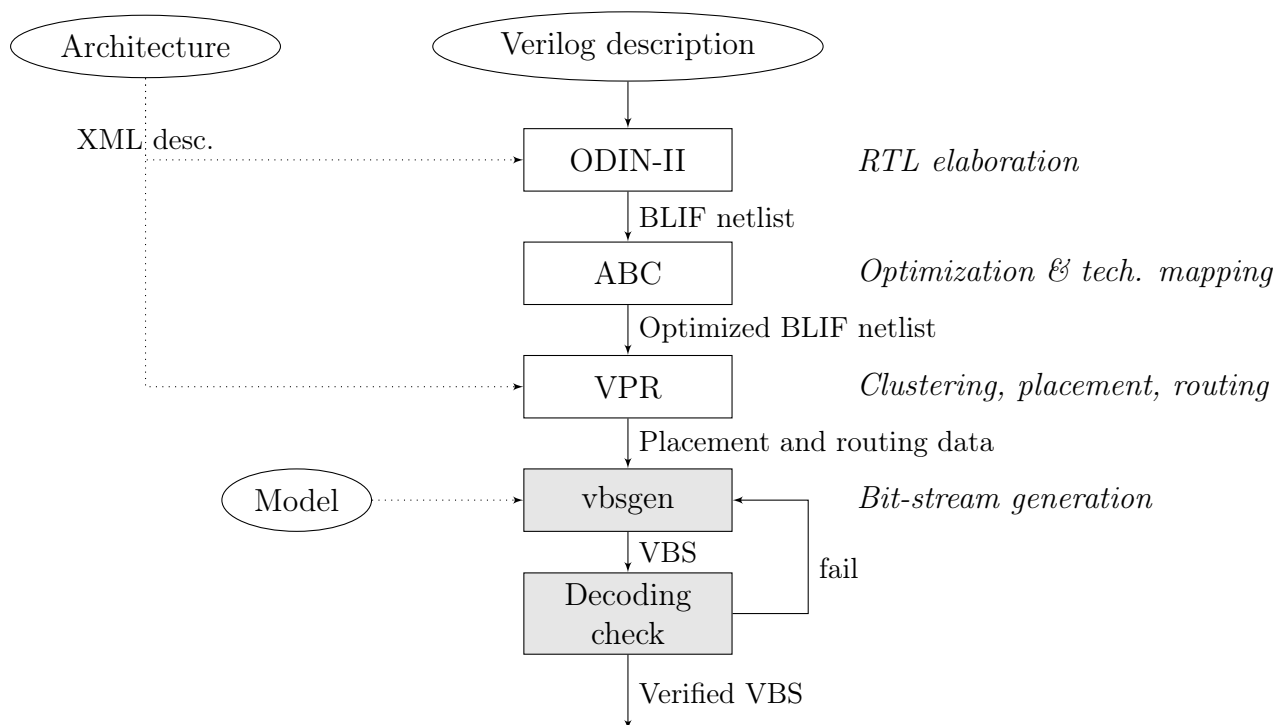 Architecture
Verilog description
XML desc.
ODIN-II
RTL elaboration
BLIF netlist
ABC
Optimization & tech. mapping
Optimized BLIF netlist
VPR
Clustering, placement, routing
Placement and routing data
Model
vbsgen
Bit-stream generation
VBS
fail
Decoding
check
Verified VBS